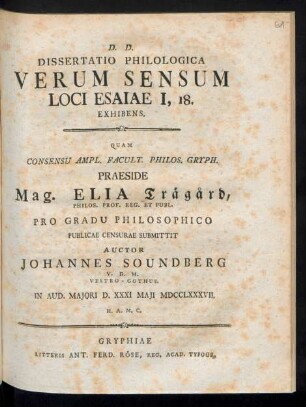 D. D.
DISSERTATIO PHILOLOGICA
VERUM SENSUM
LOCI ESAIAE I, 18.
EXHIBENS,
QUAM
CONSENSU AMPL. FACULT. PHILOS. GRYPH.
PRAESIDE
Mag. ELIA Trägård,
PHILOS. PROF. REG. ET PUBL.
PRO GRADU PHILOSOPHICO
PUBLICAE CENSURAE SUBMITTIT
AUCTOR
JOHANNES SOUNDBERG
V. D. M.
VESTRO-GOTHUS.
IN AUD. MAJORI D. XXXI MAJI MDCCLXXXVII.
H. A. M. C.
GRYPHIAE
LITTERIS ANT. FERD. RÖSE, REG. ACAD. TYPOGR.